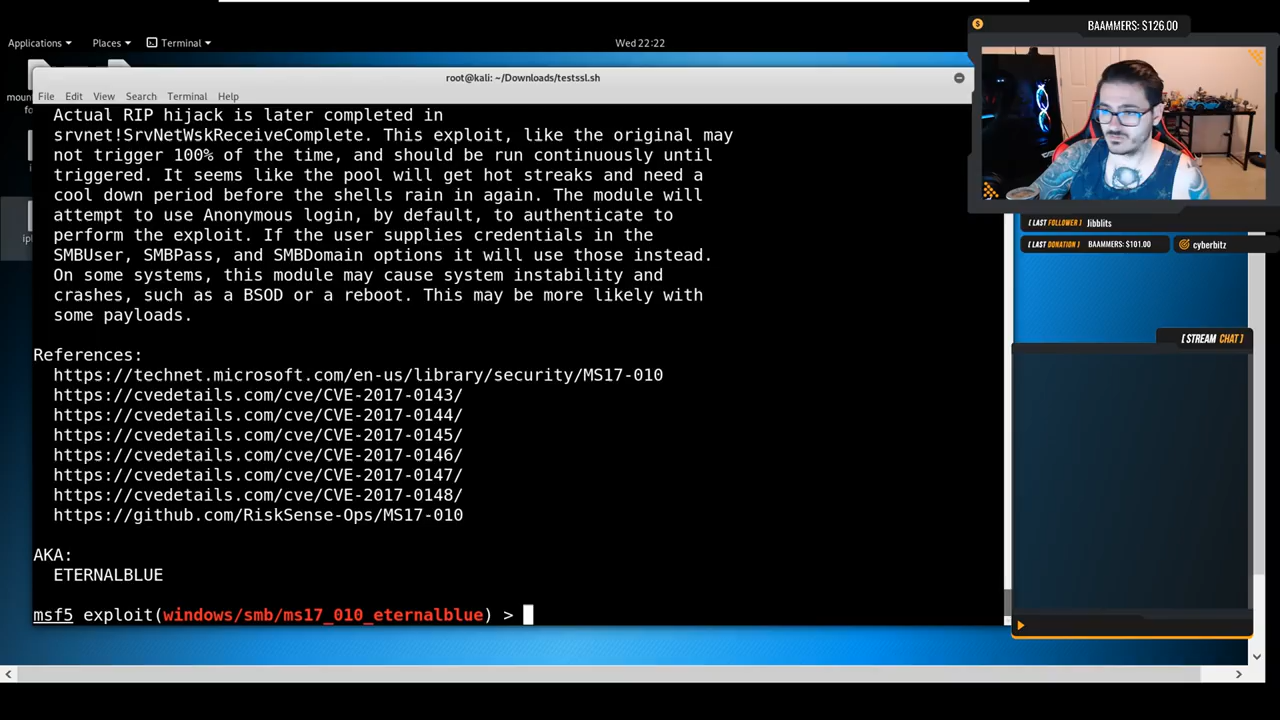 BAAMMERS: $126.00
Applications
Places
Terminal
Wed 22:22
root@kali: ~/Downloads/testssl.sh
File Edit View Search Terminal Help
Actual RIP hijack is later completed in
srvnet!SrvNetWskReceiveComplete. This exploit, like the original may
not trigger 100% of the time, and should be run continuously until
triggered. It seems like the pool will get hot streaks and need a
cool down period before the shells rain in again. The module will
attempt to use Anonymous login, by default, to authenticate to
perform the exploit. If the user supplies credentials in the
SMBUser, SMBPass, and SMBDomain options it will use those instead.
On some systems, this module may cause system instability and
crashes, such as a BSOD or a reboot. This may be more likely with
some payloads.
References:
https://technet.microsoft.com/en-us/library/security/MS17-010
https://cvedetails.com/cve/CVE-2017-0143/
https://cvedetails.com/cve/CVE-2017-0144/
https://cvedetails.com/cve/CVE-2017-0145/
https://cvedetails.com/cve/CVE-2017-0146/
https://cvedetails.com/cve/CVE-2017-0147/
https://cvedetails.com/cve/CVE-2017-0148/
https://github.com/RiskSense-Ops/MS17-010
AKA:
ETERNALBLUE
msf5 exploit(windows/smb/ms17_010_eternalblue) >
[ LAST FOLLOWER ] Jibblits
[ LAST DONATION ] BAAMMERS: $101.00
cyberbitz
[ STREAM CHAT ]